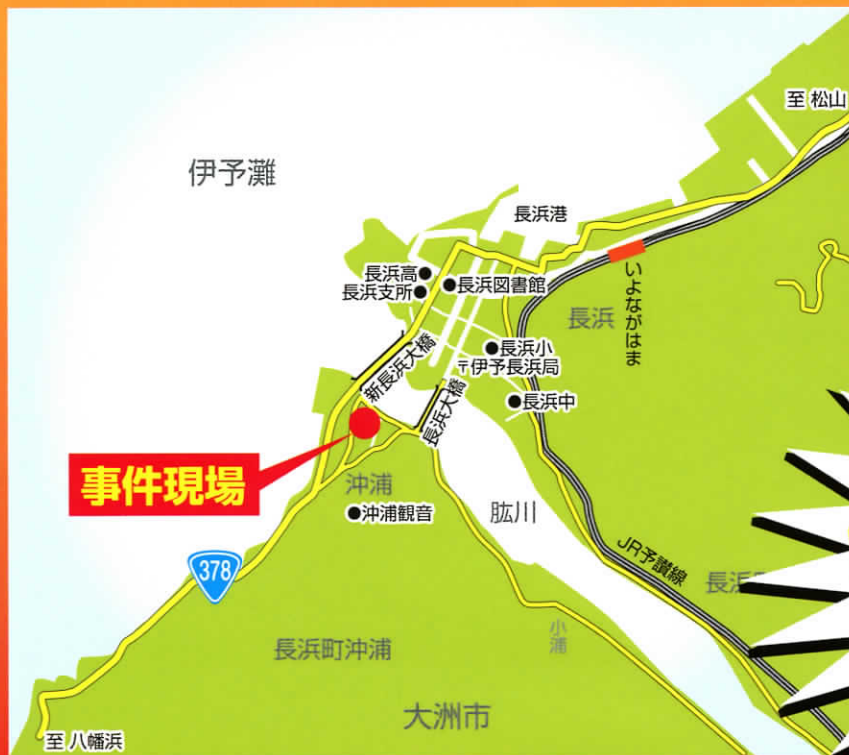 至 松山
伊予灘
長浜港
長浜高
長浜支所
長浜図書館
いよながはま
長浜
長浜小
〒伊予長浜局
新長浜大橋
長浜大橋
長浜中
事件現場
沖浦
沖浦観音
肱川
378
JR予讃線
長浜
小浦
長浜町沖浦
大洲市
至 八幡浜